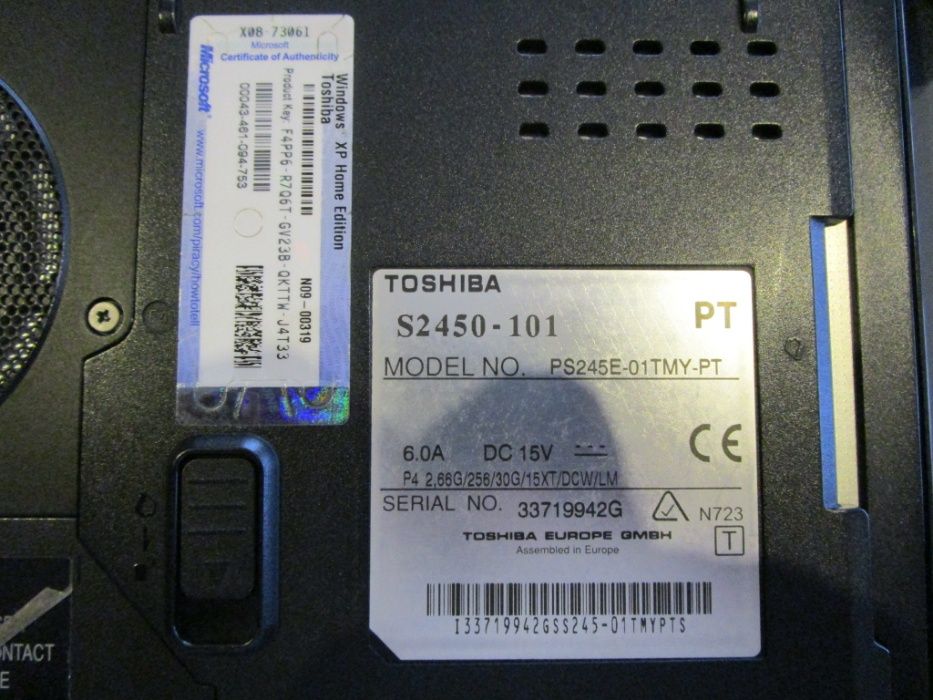 X08-73061
Microsoft
Certificate of Authenticity
Windows® XP Home Edition
Toshiba
Product Key: F4PP6-R7Q6T-GV23B-QKTTW-J4T33
00043-461-094-753
N09-00319
Microsoft®
www.microsoft.com/piracy/howtotell
TOSHIBA
S2450-101
PT
MODEL NO. PS245E-01TMY-PT
6.0A DC 15V
CE
P4 2,66G/256/30G/15XT/DCW/LM
SERIAL NO. 33719942G
N723
TOSHIBA EUROPE GMBH
T
Assembled in Europe
I33719942GSS245-01TMYPTS